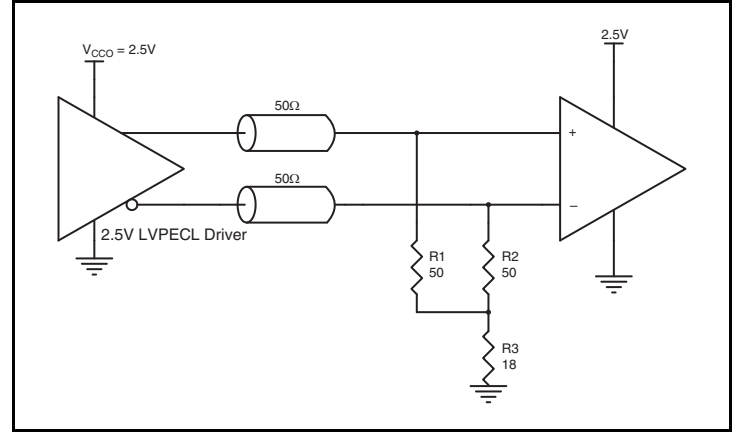 V_CCO = 2.5V
2.5V
50Ω
+
50Ω
−
2.5V LVPECL Driver
R1
50
R2
50
R3
18